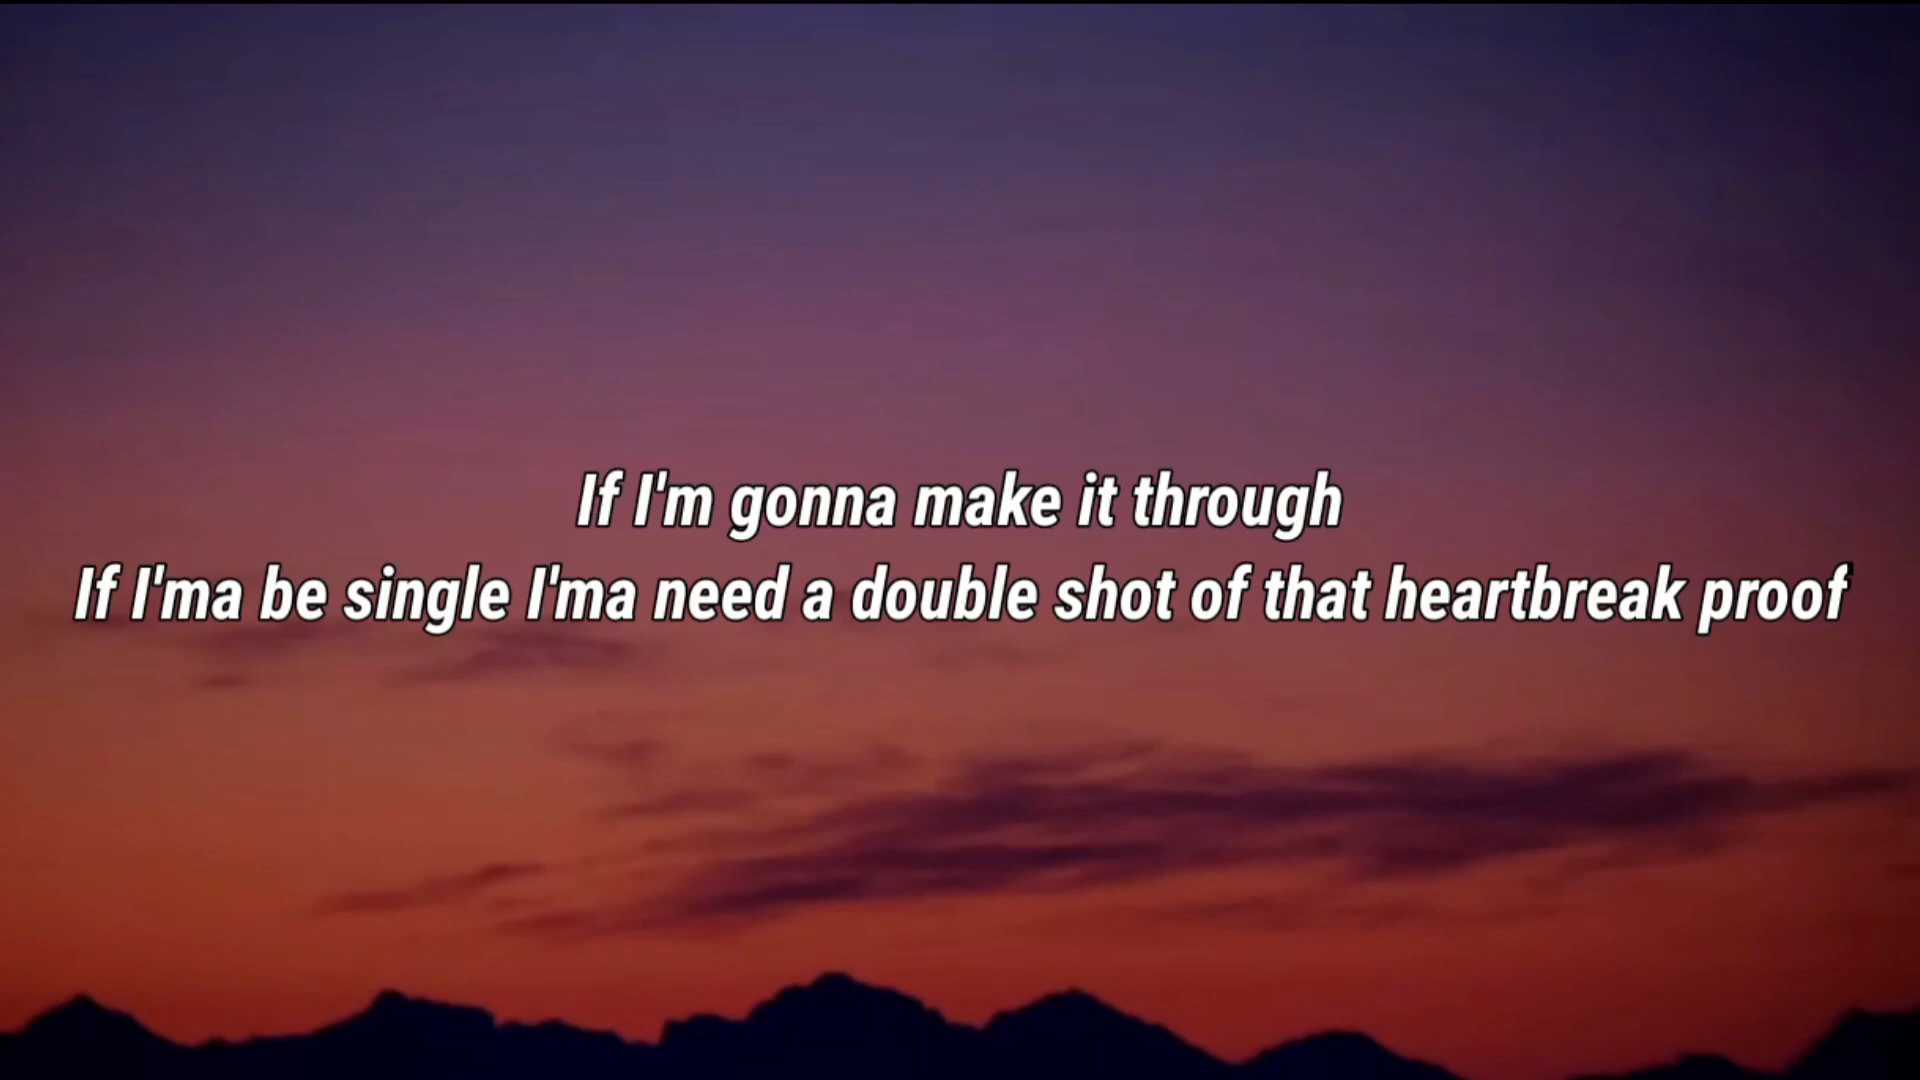 If I'm gonna make it through
If I'ma be single I'ma need a double shot of that heartbreak proof